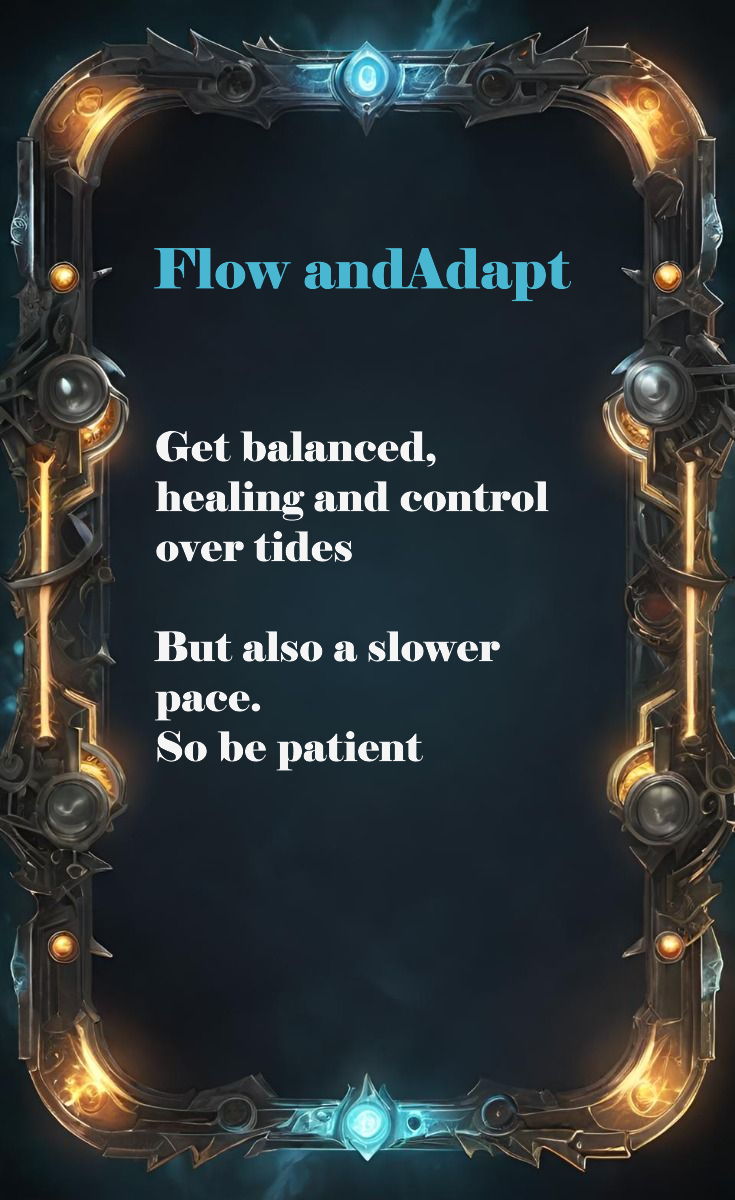 Flow andAdapt
Get balanced,
healing and control
over tides
But also a slower
pace.
So be patient